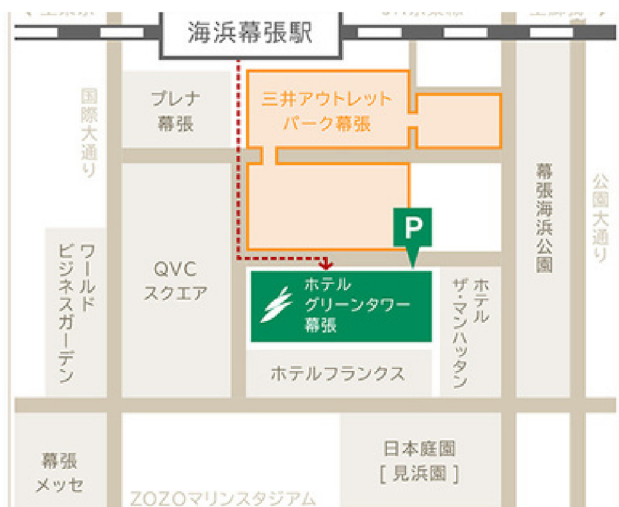 海浜幕張駅
国際大通り
プレナ
幕張
三井アウトレット
パーク幕張
幕張海浜公園
公園大通り
P
ワールド
ビジネスガーデン
QVC
スクエア
ホテル
グリーンタワー
幕張
ホテル
ザ・マンハッタン
ホテルフランクス
幕張
メッセ
日本庭園
[ 見浜園 ]
ZOZOマリンスタジアム